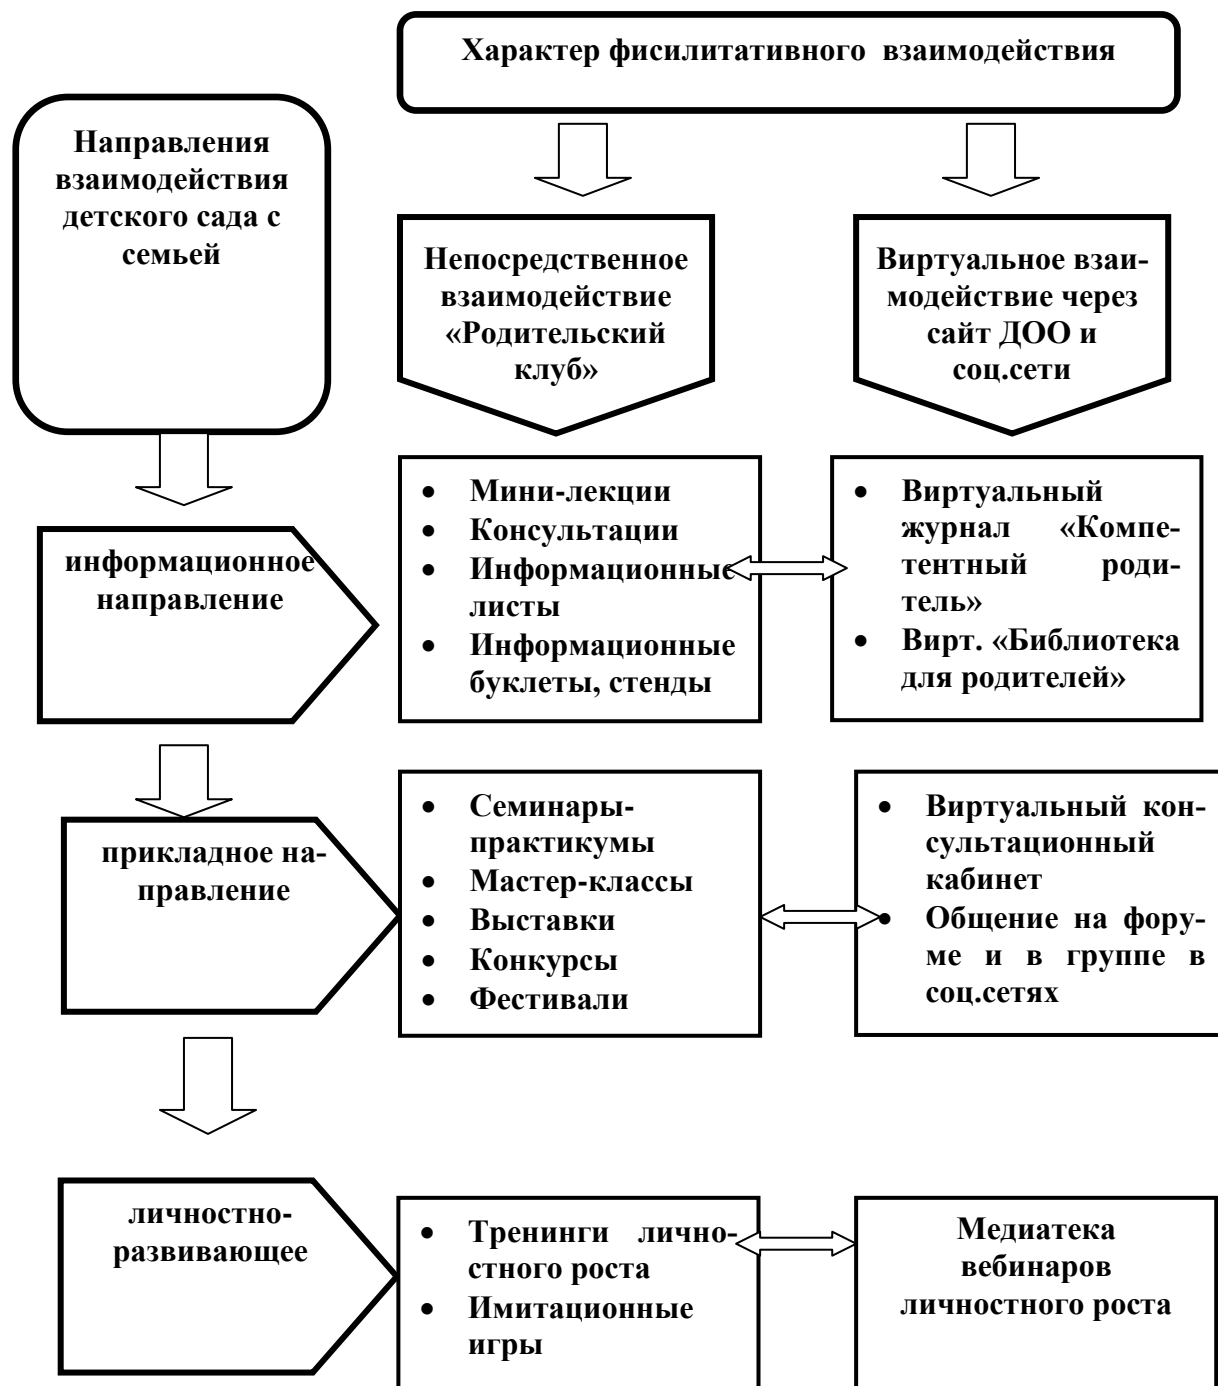 Характер фисилитативного взаимодействия
Направления
взаимодействия
детского сада с
семьей
Непосредственное
взаимодействие
«Родительский
клуб»
Виртуальное взаи-
модействие через
сайт ДОО и
соц.сети
информационное
направление
• Мини-лекции
• Консультации
• Информационные
листы
• Информационные
буклеты, стенды
• Виртуальный
журнал «Компе-
тентный роди-
тель»
• Вирт. «Библиотека
для родителей»
прикладное на-
правление
• Семинары-
практикумы
• Мастер-классы
• Выставки
• Конкурсы
• Фестивали
• Виртуальный кон-
сультационный
кабинет
• Общение на фору-
ме и в группе в
соц.сетях
личностно-
развивающее
• Тренинги лично-
стного роста
• Имитационные
игры
Медиатека
вебинаров
личностного роста